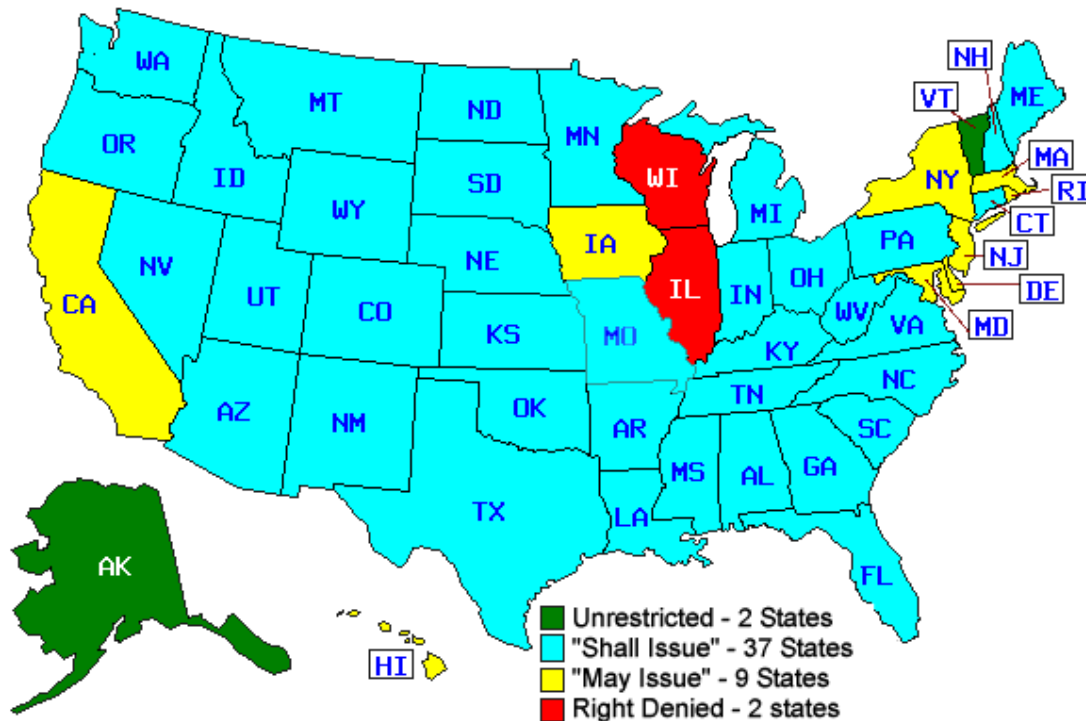 NH
WA
ME
MT
ND
VT
MN
OR
MA
WI
ID
SD
NY
RI
WY
MI
CT
IA
PA
NE
NJ
NV
OH
IN
DE
UT
IL
CA
CO
WV
MD
VA
KS
MO
KY
NC
TN
OK
AZ
NM
AR
SC
MS
AL
GA
TX
LA
AK
FL
HI
Unrestricted - 2 States
"Shall Issue" - 37 States
"May Issue" - 9 States
Right Denied - 2 states